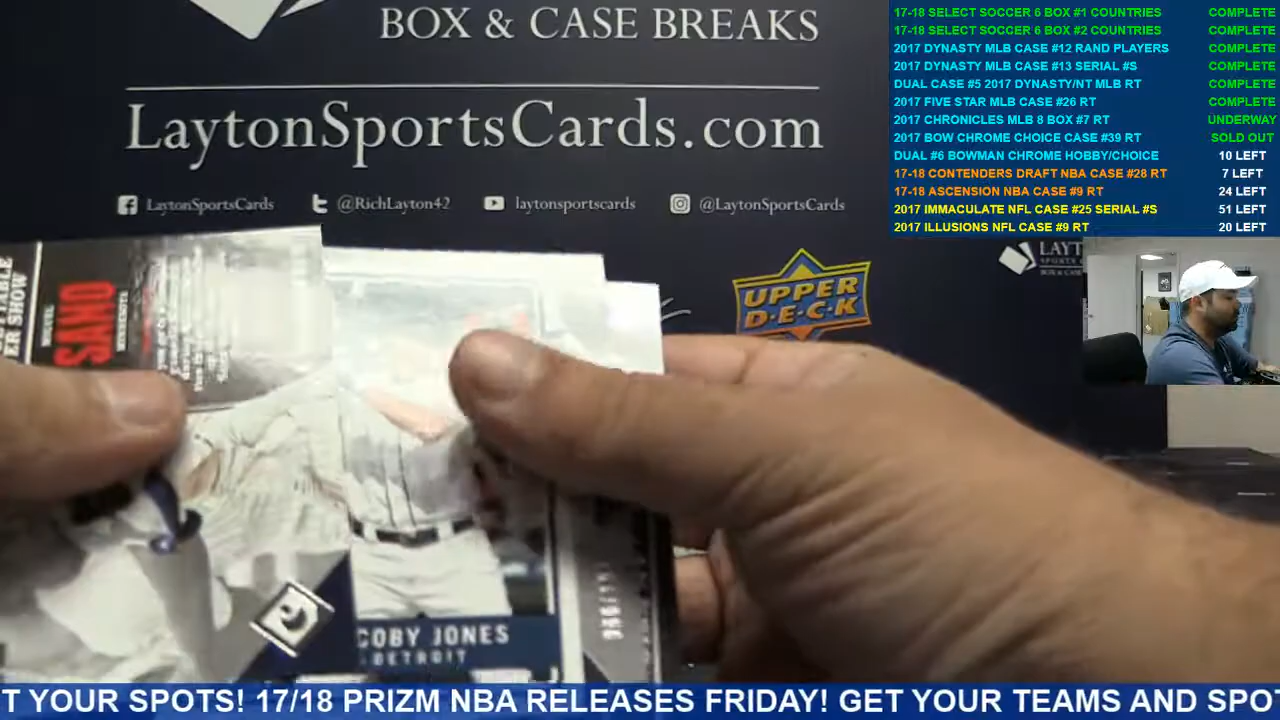 BOX & CASE BREAKS
LaytonSportsCards.com
LaytonSportsCards
@RichLayton42
laytonsportscards
@LaytonSportsCards
17-18 SELECT SOCCER 6 BOX #1 COUNTRIES COMPLETE
17-18 SELECT SOCCER 6 BOX #2 COUNTRIES COMPLETE
2017 DYNASTY MLB CASE #12 RAND PLAYERS COMPLETE
2017 DYNASTY MLB CASE #13 SERIAL #S COMPLETE
DUAL CASE #5 2017 DYNASTY/NT MLB RT COMPLETE
2017 FIVE STAR MLB CASE #26 RT COMPLETE
2017 CHRONICLES MLB 8 BOX #7 RT UNDERWAY
2017 BOW CHROME CHOICE CASE #39 RT SOLD OUT
DUAL #6 BOWMAN CHROME HOBBY/CHOICE 10 LEFT
17-18 CONTENDERS DRAFT NBA CASE #28 RT 7 LEFT
17-18 ASCENSION NBA CASE #9 RT 24 LEFT
2017 IMMACULATE NFL CASE #25 SERIAL #S 51 LEFT
2017 ILLUSIONS NFL CASE #9 RT 20 LEFT
UPPER
D·E·C·K
MIGUEL
SANO
MINNESOTA
COBY JONES
DETROIT
T YOUR SPOTS! 17/18 PRIZM NBA RELEASES FRIDAY! GET YOUR TEAMS AND SPOT